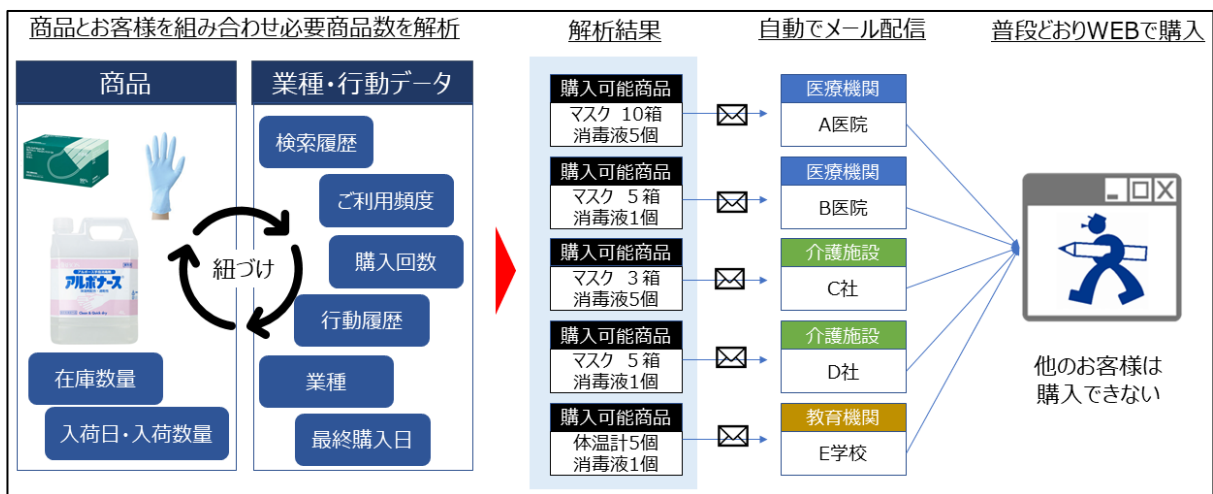 商品とお客様を組み合わせ必要商品数を解析
商品
アルボナース
在庫数量
入荷日・入荷数量
紐づけ
業種・行動データ
検索履歴
ご利用頻度
購入回数
行動履歴
業種
最終購入日
解析結果
購入可能商品
マスク 10箱
消毒液5個
購入可能商品
マスク 5箱
消毒液1個
購入可能商品
マスク 3箱
消毒液5個
購入可能商品
マスク 5箱
消毒液1個
購入可能商品
体温計5個
消毒液1個
自動でメール配信
医療機関
A医院
医療機関
B医院
介護施設
C社
介護施設
D社
教育機関
E学校
普段どおりWEBで購入
他のお客様は
購入できない